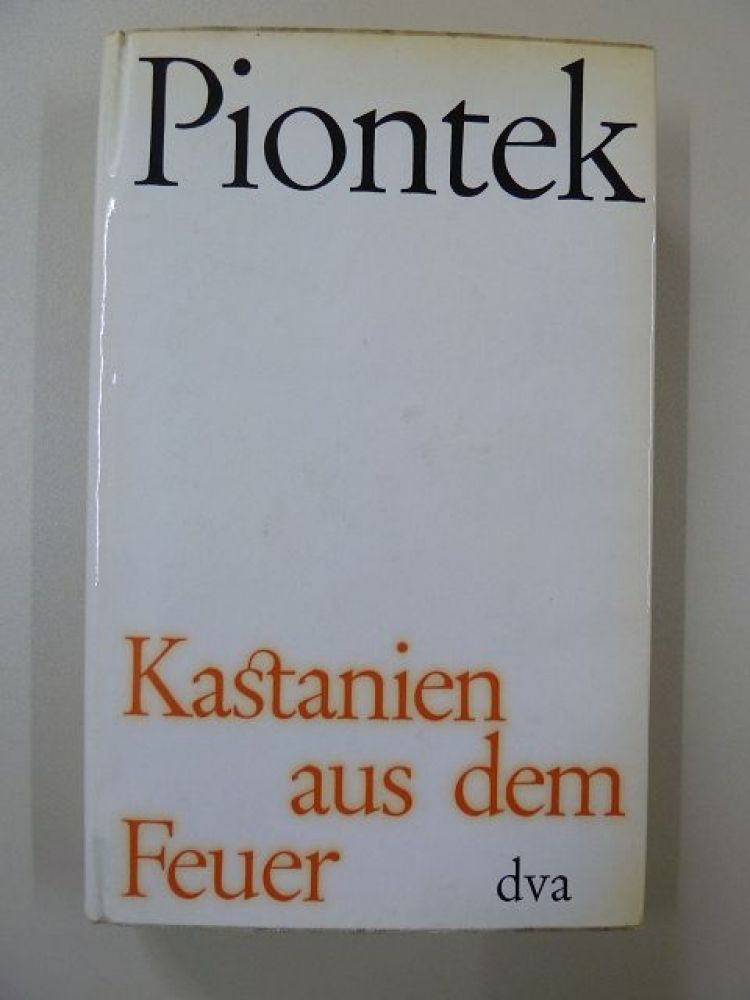 Piontek
Kastanien
aus dem
Feuer
dva